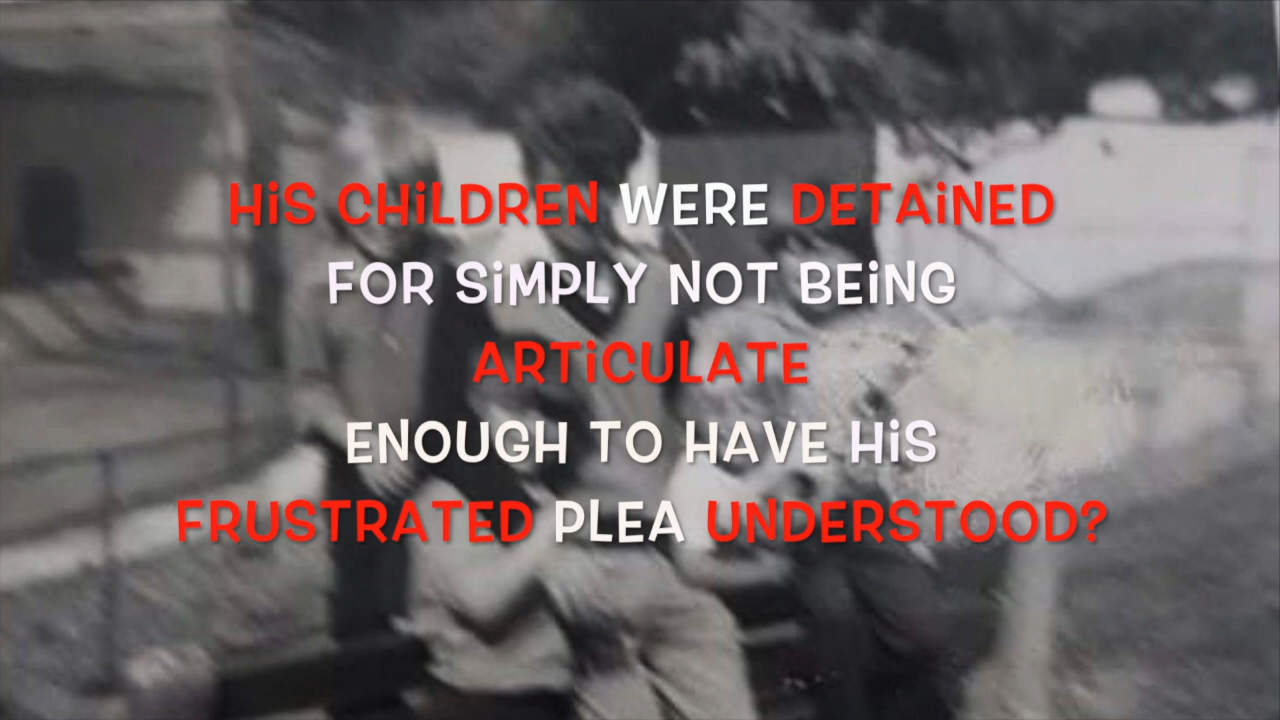 HiS CHiLDREN WERE DETAiNED
FOR SiMPLY NOT BEiNG
ARTiCULATE
ENOUGH TO HAVE HiS
FRUSTRATED PLEA UNDERSTOOD?